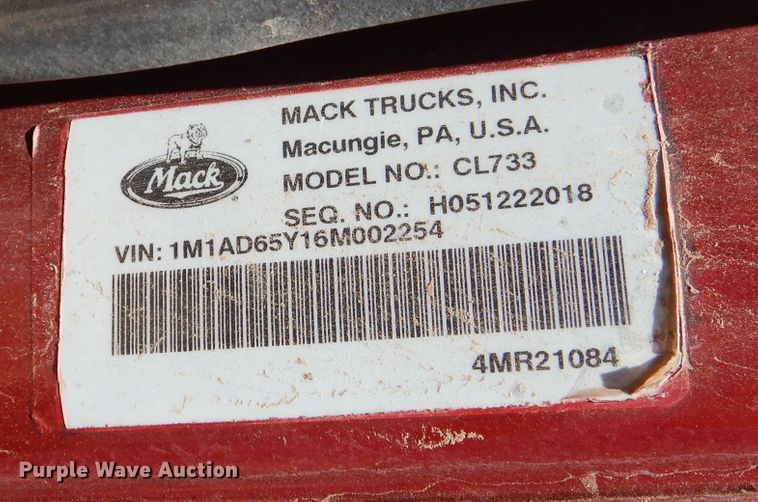 MACK TRUCKS, INC.
Macungie, PA, U.S.A.
MODEL NO.: CL733
SEQ. NO.: H051222018
Mack
VIN: 1M1AD65Y16M002254
4MR21084
Purple Wave Auction